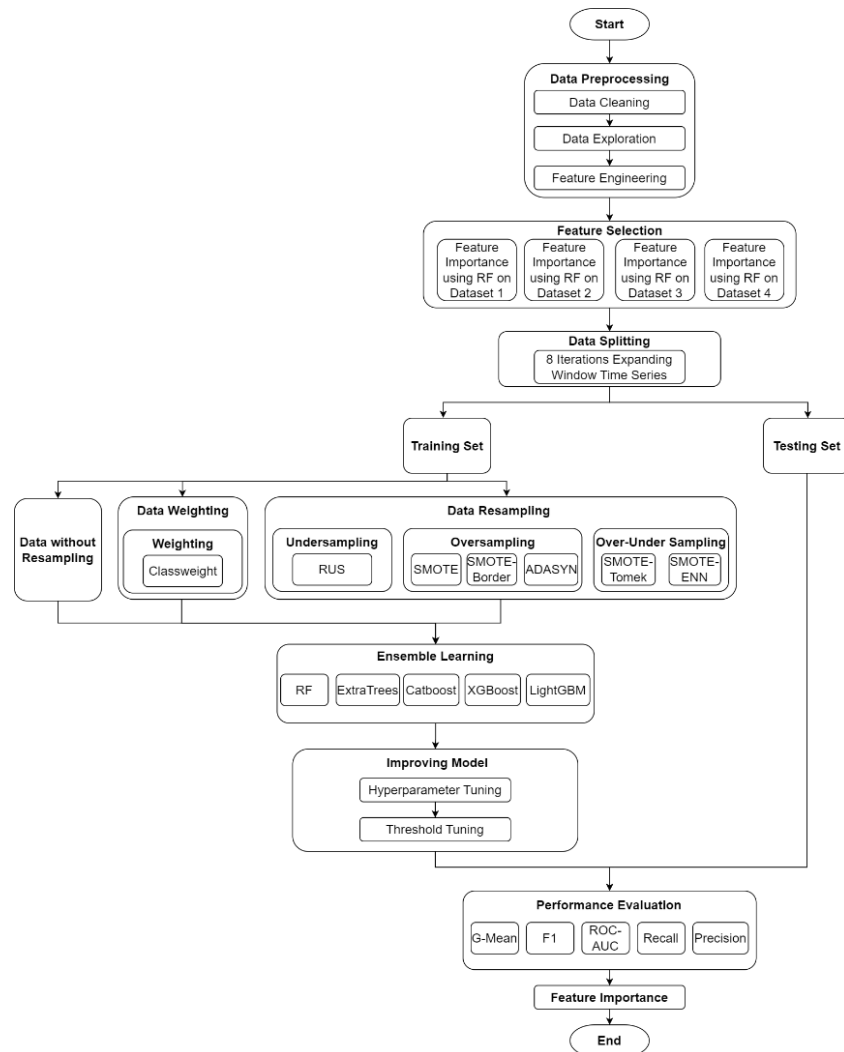 Start
Data Preprocessing
Data Cleaning
Data Exploration
Feature Engineering
Feature Selection
Feature
Importance
using RF on
Dataset 1
Feature
Importance
using RF on
Dataset 2
Feature
Importance
using RF on
Dataset 3
Feature
Importance
using RF on
Dataset 4
Data Splitting
8 Iterations Expanding
Window Time Series
Training Set
Testing Set
Data without
Resampling
Data Weighting
Weighting
Classweight
Data Resampling
Undersampling
RUS
Oversampling
SMOTE
SMOTE-
Border
ADASYN
Over-Under Sampling
SMOTE-
Tomek
SMOTE-
ENN
Ensemble Learning
RF
ExtraTrees
Catboost
XGBoost
LightGBM
Improving Model
Hyperparameter Tuning
Threshold Tuning
Performance Evaluation
G-Mean
F1
ROC-
AUC
Recall
Precision
Feature Importance
End